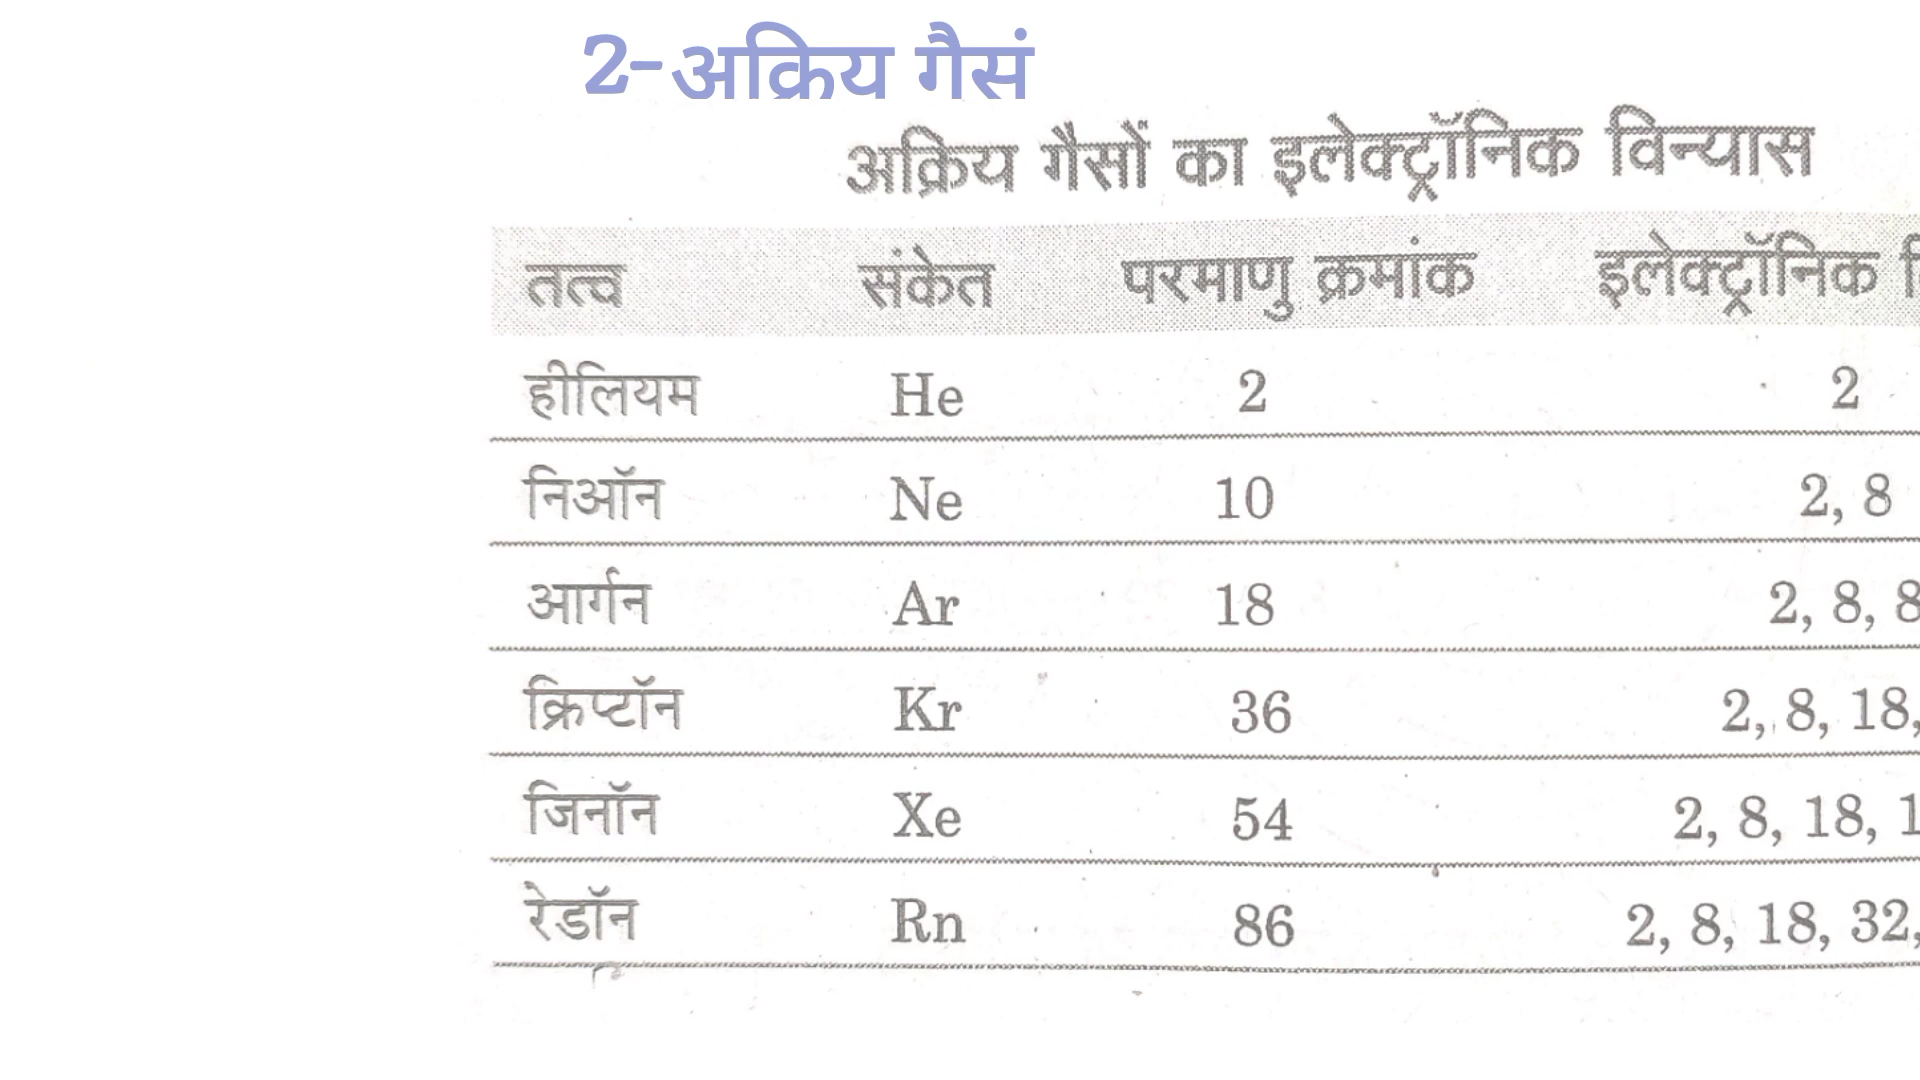 2-अक्रिय गैसं
अक्रिय गैसों का इलेक्ट्रॉनिक विन्यास
तत्व संकेत परमाणु क्रमांक इलेक्ट्रॉनिक
हीलियम He 2 2
निऑन Ne 10 2, 8
आर्गन Ar 18 2, 8, 8
क्रिप्टॉन Kr 36 2, 8, 18,
जिनॉन Xe 54 2, 8, 18, 1
रेडॉन Rn 86 2, 8, 18, 32,